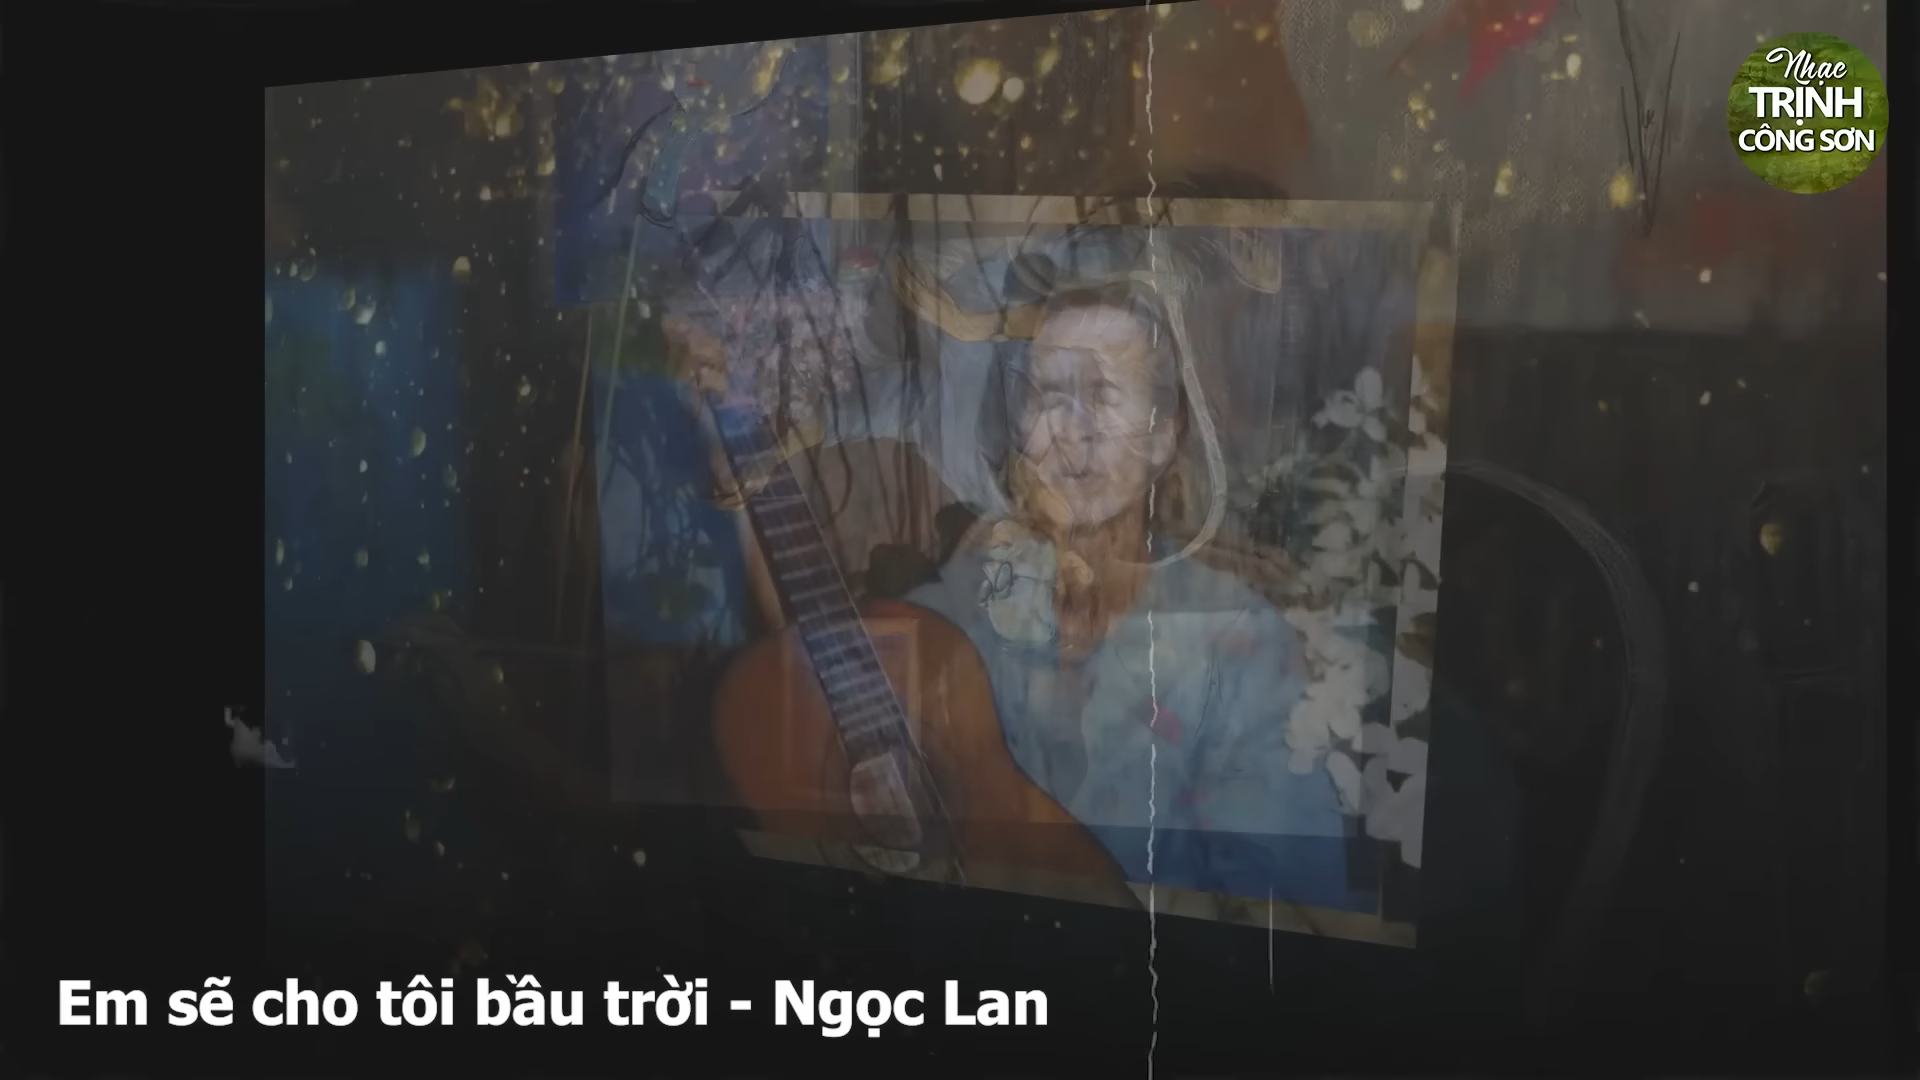 Nhạc
TRỊNH
CÔNG SƠN
Em sẽ cho tôi bầu trời - Ngọc Lan